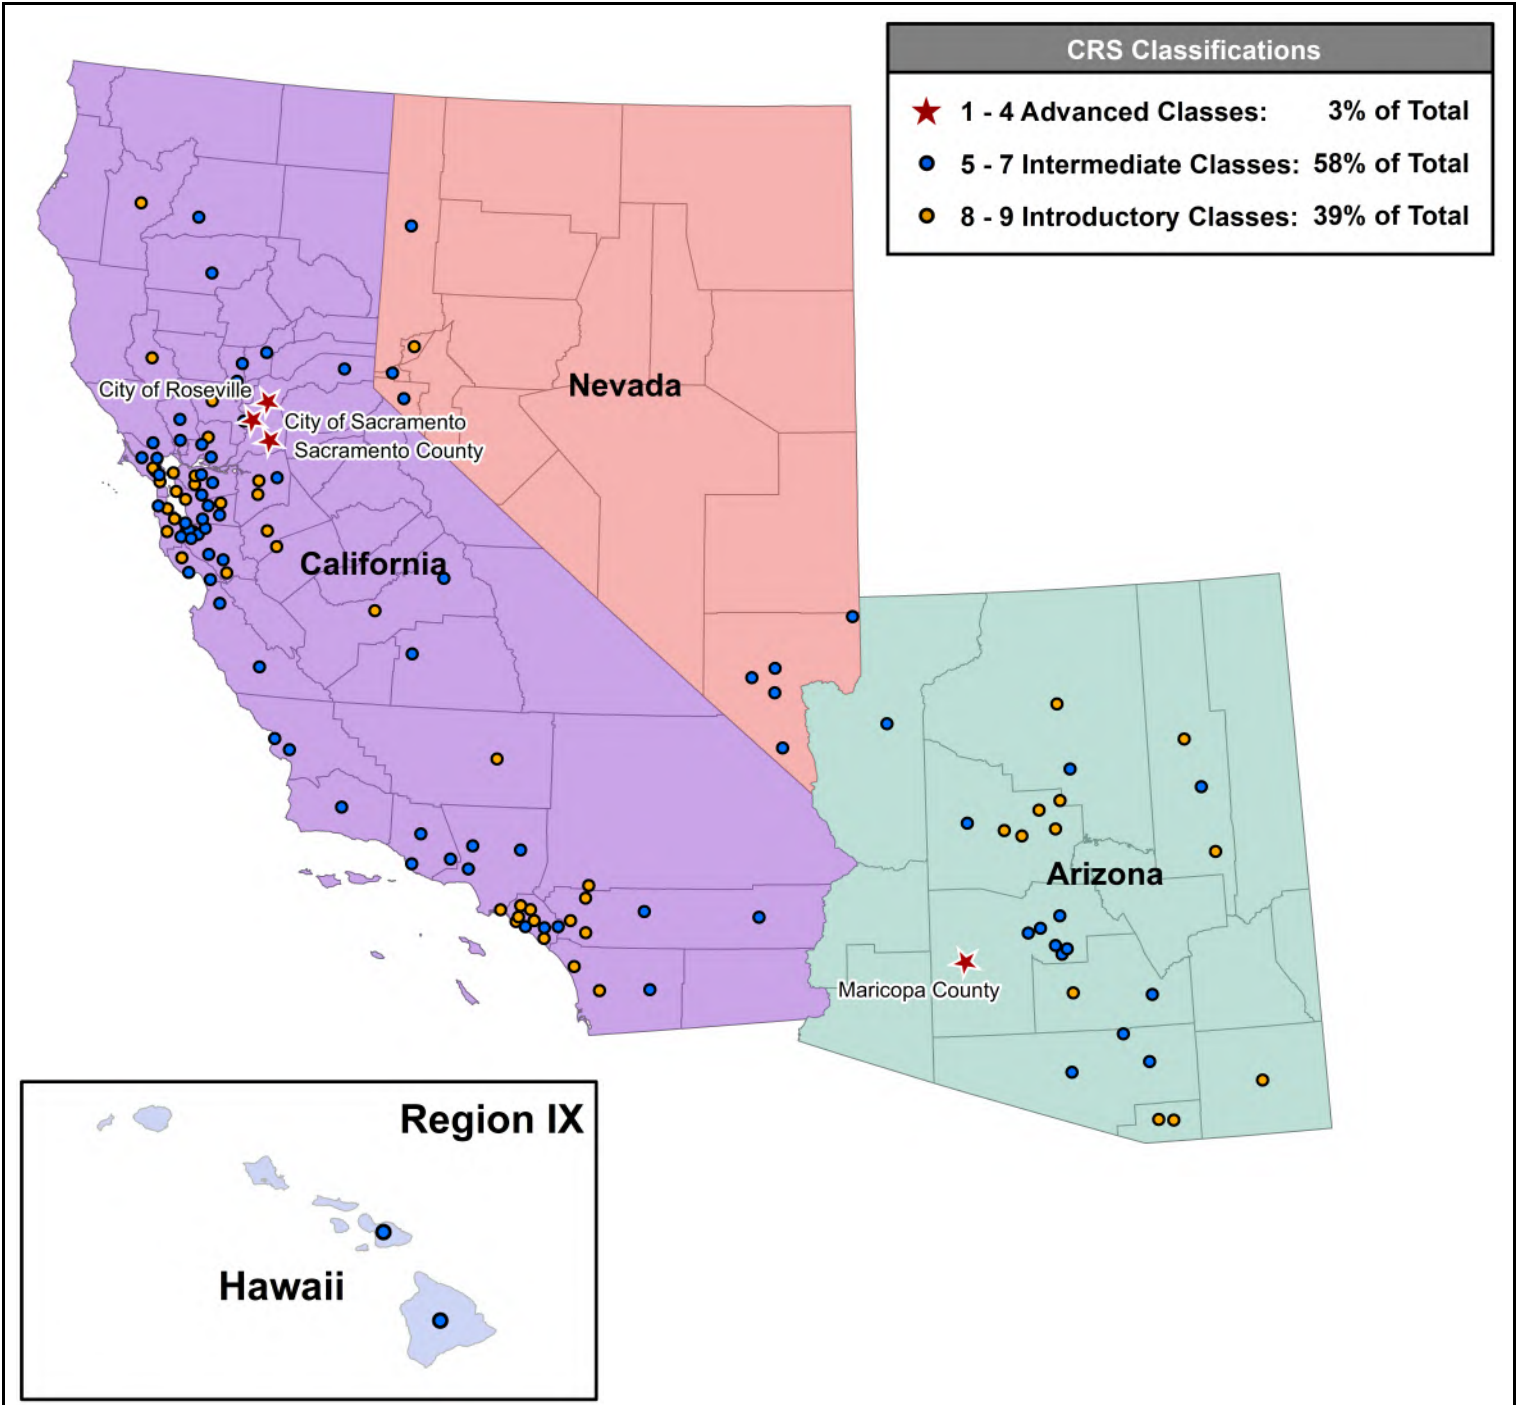 CRS Classifications
1 - 4 Advanced Classes: 3% of Total
5 - 7 Intermediate Classes: 58% of Total
8 - 9 Introductory Classes: 39% of Total
Nevada
City of Roseville
City of Sacramento
Sacramento County
California
Arizona
Maricopa County
Region IX
Hawaii